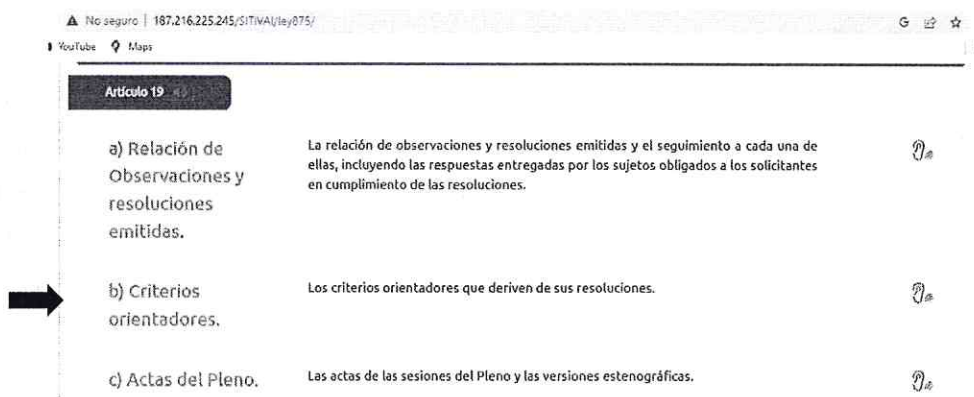 No seguro | 187.216.225.245/SITIVAI/ley875/
YouTube Maps
Artículo 19
a) Relación de
Observaciones y
resoluciones
emitidas.
La relación de observaciones y resoluciones emitidas y el seguimiento a cada una de
ellas, incluyendo las respuestas entregadas por los sujetos obligados a los solicitantes
en cumplimiento de las resoluciones.
b) Criterios
orientadores.
Los criterios orientadores que deriven de sus resoluciones.
c) Actas del Pleno.
Las actas de las sesiones del Pleno y las versiones estenográficas.